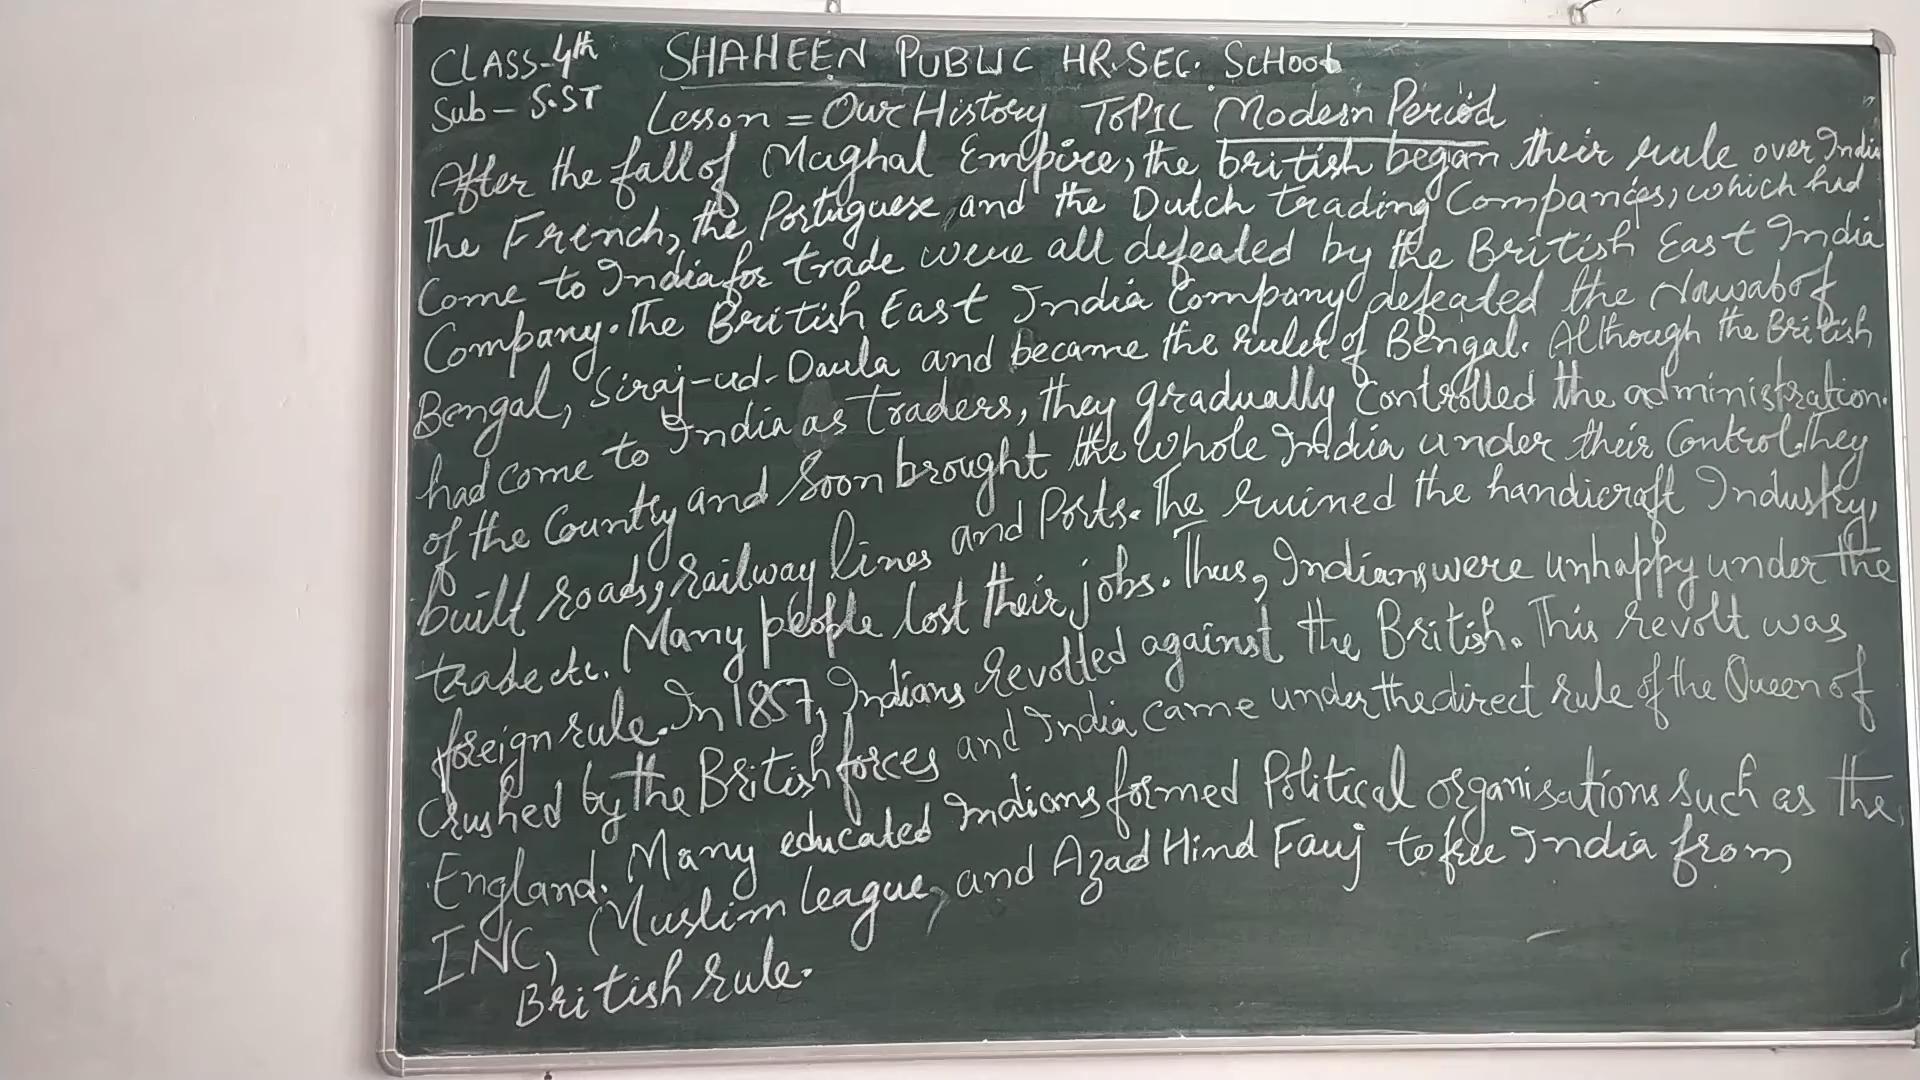 CLASS-4th SHAHEEN PUBLIC HR.SEC. SCHOOL
Sub - S.ST Lesson = Our History TOPIC Modern Period
After the fall of Mughal Empire, the british began their rule over India
The French, the Portuguese, and the Dutch trading Companies, which had
Come to India for trade were all defeated by the British East India
Company. The British East India Company defeated the Nawab of
Bengal, Siraj-ud-Daula and became the ruler of Bengal. Although the British
had come to India as traders, they gradually Controlled the administration.
of the Country and soon brought the whole India under their Control. They
built roads, railway lines and Ports. The ruined the handicraft Industry,
trade etc. Many people lost their jobs. Thus, Indians were unhappy under the
foreign rule. In 1857, Indians Revolted against the British. This revolt was
Crushed by the British forces and India Came under the direct rule of the Queen of
England. Many educated Indians formed Political organisations such as the
INC, Muslim league, and Azad Hind Fauj to free India from
British rule.